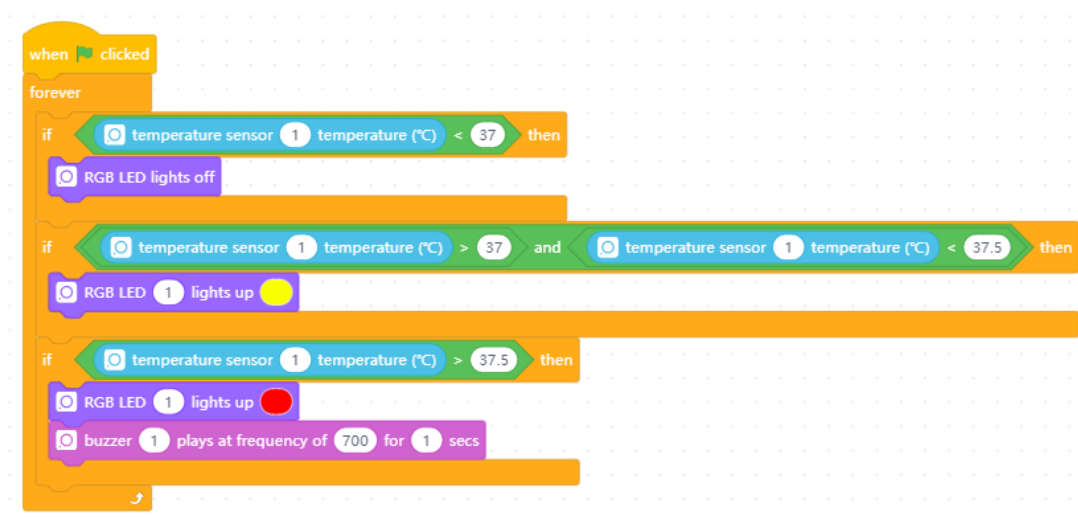 when clicked
forever
if temperature sensor 1 temperature (℃) < 37 then
RGB LED lights off
if temperature sensor 1 temperature (℃) > 37 and temperature sensor 1 temperature (℃) < 37.5 then
RGB LED 1 lights up
if temperature sensor 1 temperature (℃) > 37.5 then
RGB LED 1 lights up
buzzer 1 plays at frequency of 700 for 1 secs